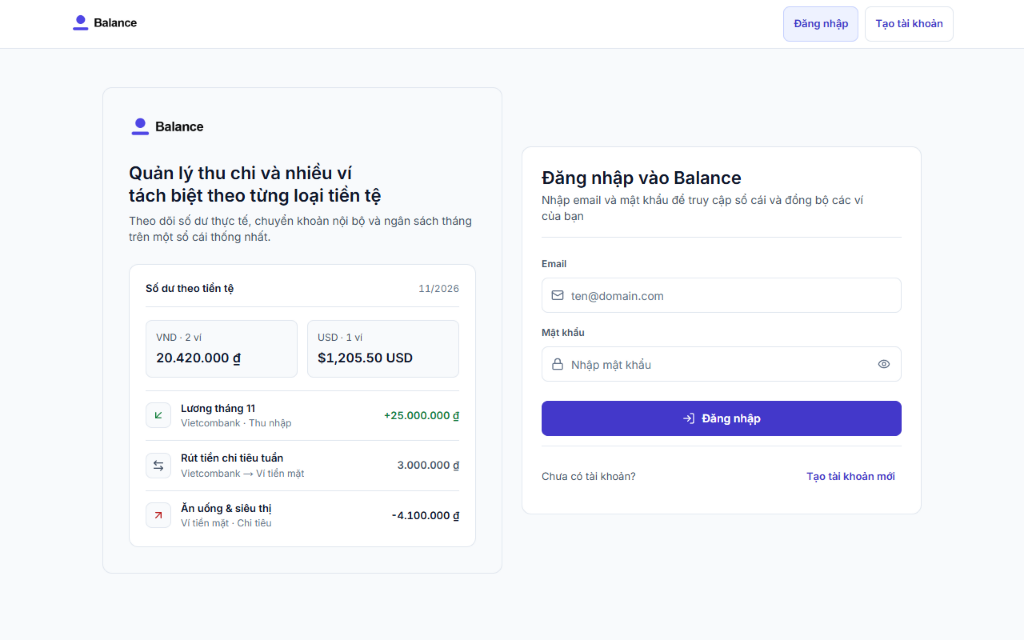 Balance
Đăng nhập
Tạo tài khoản
Balance
Quản lý thu chi và nhiều ví
tách biệt theo từng loại tiền tệ
Theo dõi số dư thực tế, chuyển khoản nội bộ và ngân sách tháng
trên một sổ cái thống nhất.
Số dư theo tiền tệ
11/2026
VND · 2 ví
20.420.000 ₫
USD · 1 ví
$1,205.50 USD
Lương tháng 11
Vietcombank · Thu nhập
+25.000.000 ₫
Rút tiền chi tiêu tuần
Vietcombank → Ví tiền mặt
3.000.000 ₫
Ăn uống & siêu thị
Ví tiền mặt · Chi tiêu
-4.100.000 ₫
Đăng nhập vào Balance
Nhập email và mật khẩu để truy cập sổ cái và đồng bộ các ví
của bạn
Email
ten@domain.com
Mật khẩu
Nhập mật khẩu
Đăng nhập
Chưa có tài khoản?
Tạo tài khoản mới